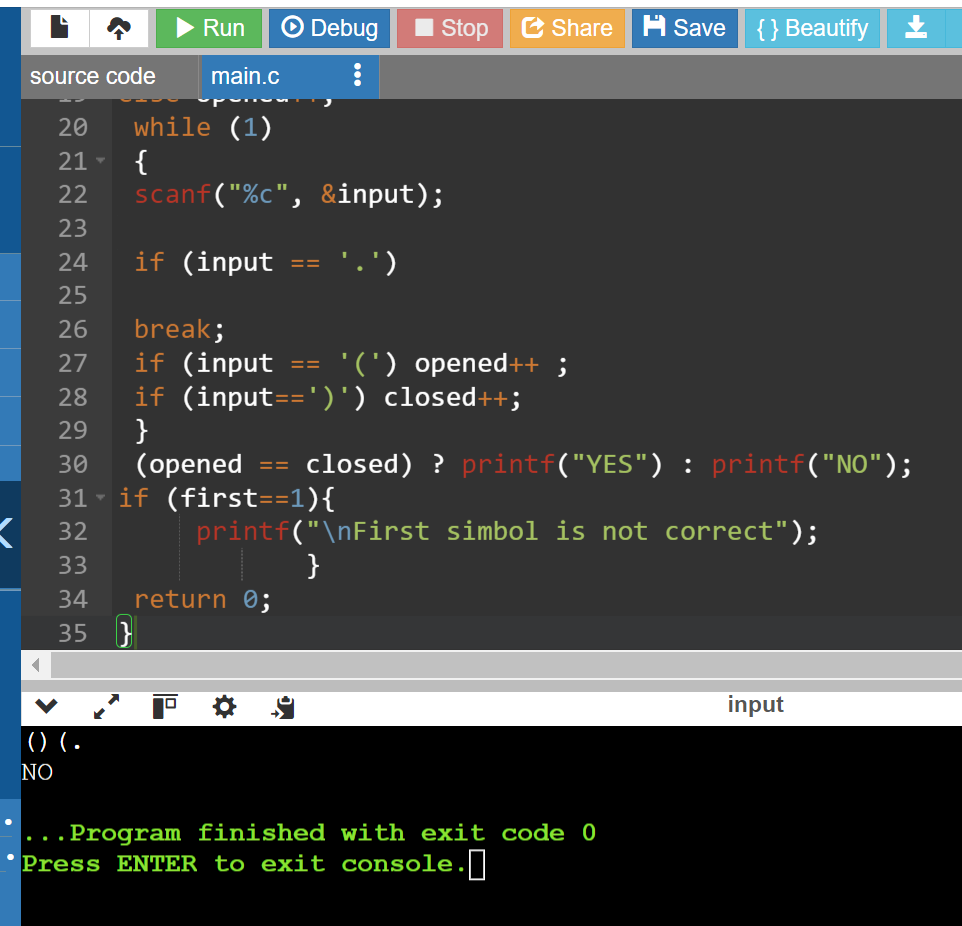 Run Debug Stop Share Save { } Beautify
source code main.c
19 else opened++;
20 while (1)
21 {
22 scanf("%c", &input);
23
24 if (input == '.')
25
26 break;
27 if (input == '(') opened++ ;
28 if (input==')') closed++;
29 }
30 (opened == closed) ? printf("YES") : printf("NO");
31 if (first==1){
32 printf("\nFirst simbol is not correct");
33 }
34 return 0;
35 }
input
()(.
NO
...Program finished with exit code 0
Press ENTER to exit console.